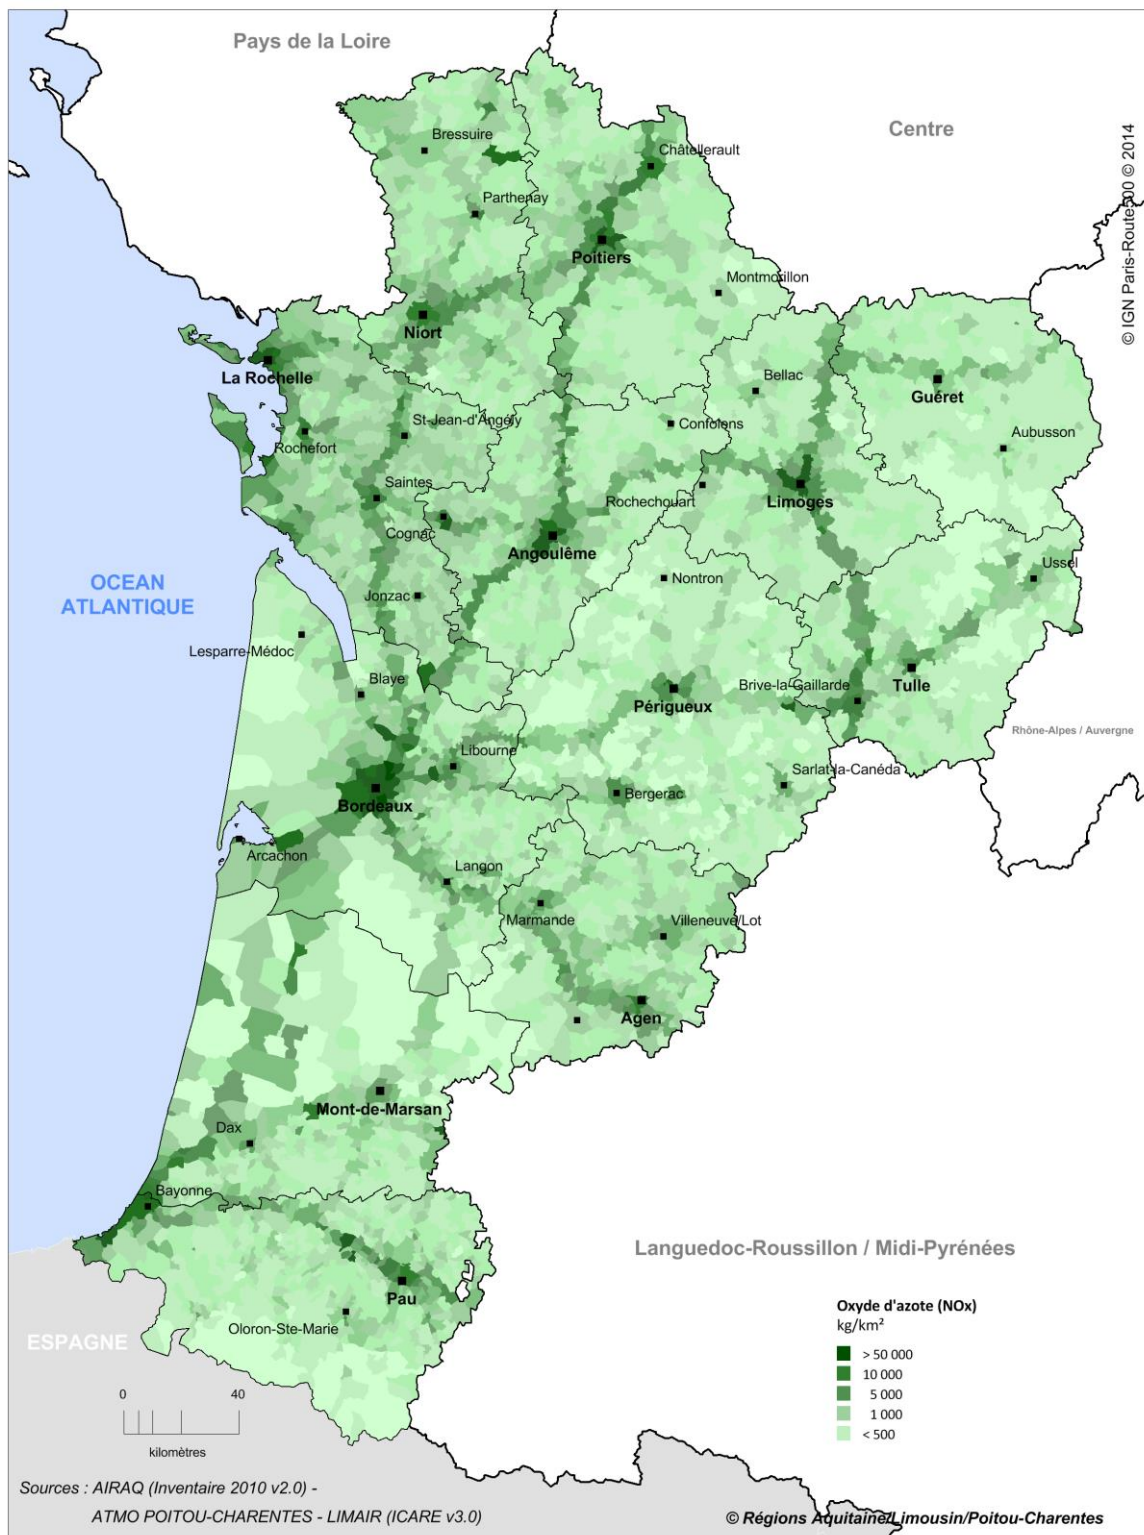 Pays de la Loire
Centre
© IGN Paris-Route500 © 2014
Bressuire
Châtellerault
Parthenay
Poitiers
Montmorillon
Niort
La Rochelle
Bellac
Guéret
St-Jean-d'Angély
Confolens
Aubusson
Rochefort
Saintes
Rochechouart
Limoges
Cognac
Angoulême
OCEAN
ATLANTIQUE
Nontron
Ussel
Jonzac
Lesparre-Médoc
Blaye
Périgueux
Brive-la-Gaillarde
Tulle
Rhône-Alpes / Auvergne
Libourne
Sarlat-la-Canéda
Bordeaux
Bergerac
Arcachon
Langon
Marmande
Villeneuve/Lot
Agen
Mont-de-Marsan
Dax
Bayonne
Languedoc-Roussillon / Midi-Pyrénées
Pau
Oloron-Ste-Marie
ESPAGNE
Oxyde d'azote (NOx)
kg/km²
> 50 000
10 000
5 000
1 000
< 500
0 40
kilomètres
Sources : AIRAQ (Inventaire 2010 v2.0) -
ATMO POITOU-CHARENTES - LIMAIR (ICARE v3.0)
© Régions Aquitaine/Limousin/Poitou-Charentes